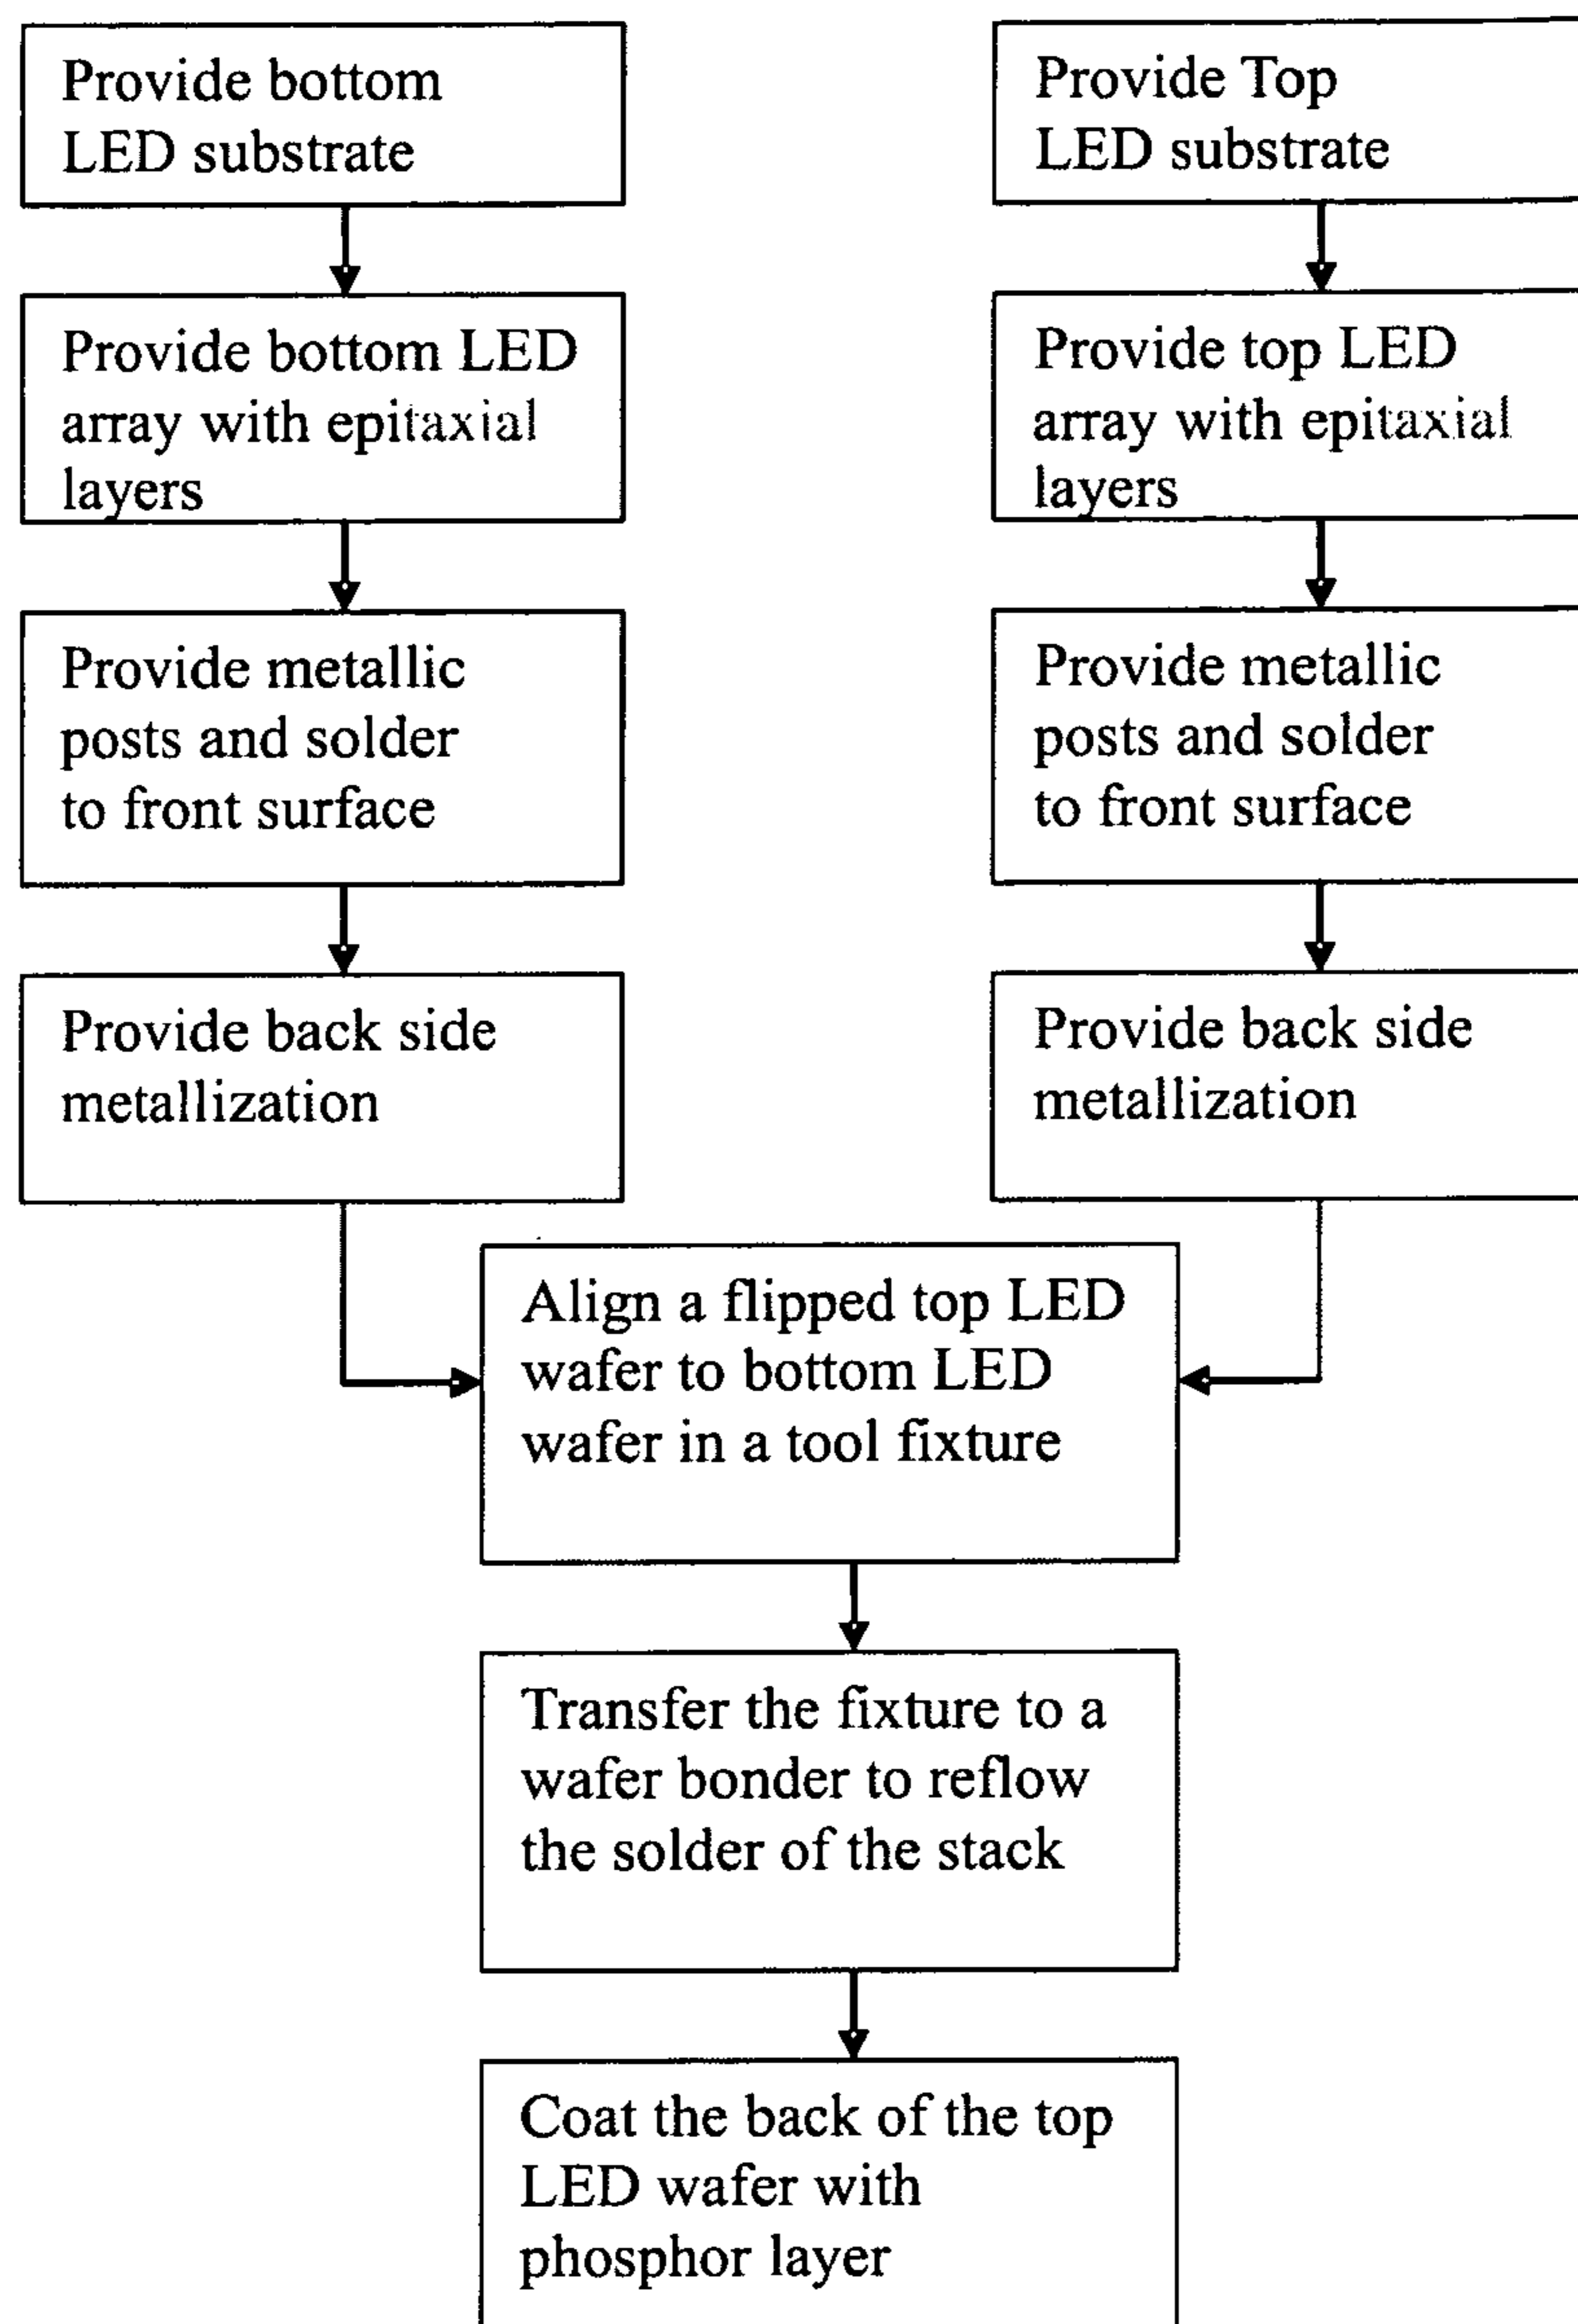 Provide bottom
LED substrate
Provide bottom LED
array with epitaxial
layers
Provide metallic
posts and solder
to front surface
Provide back side
metallization
Provide Top
LED substrate
Provide top LED
array with epitaxial
layers
Provide metallic
posts and solder
to front surface
Provide back side
metallization
Align a flipped top LED
wafer to bottom LED
wafer in a tool fixture
Transfer the fixture to a
wafer bonder to reflow
the solder of the stack
Coat the back of the top
LED wafer with
phosphor layer